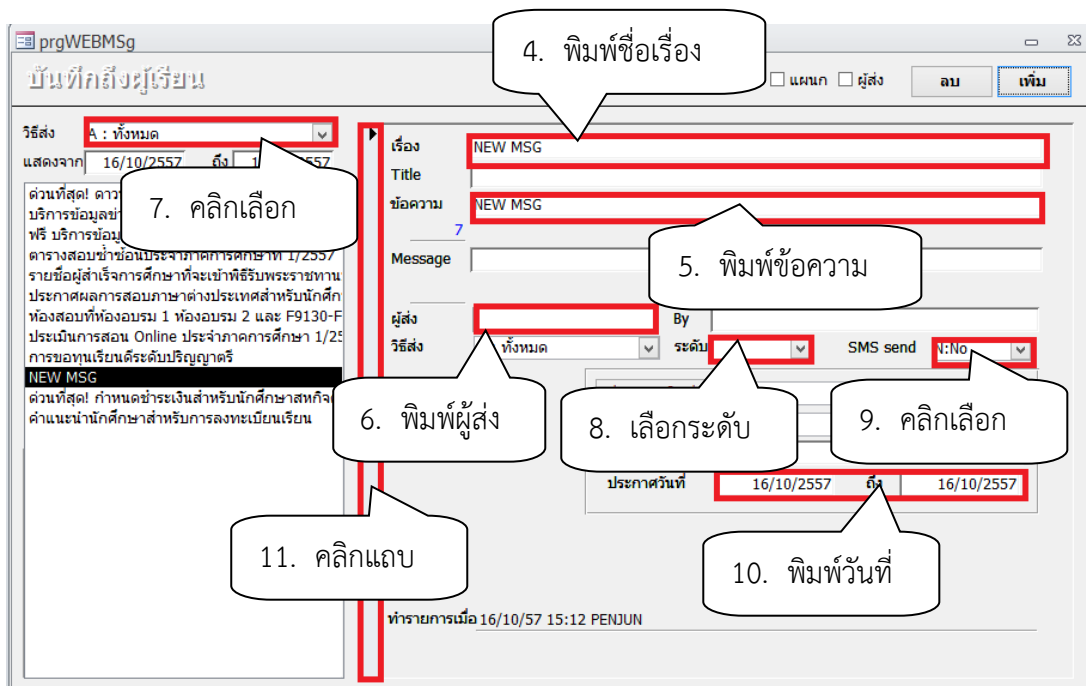 prgWEBMSg
4. พิมพ์ชื่อเรื่อง
บันทึกถึงผู้เรียน
แผนก ผู้ส่ง ลบ เพิ่ม
วิธีส่ง A : ทั้งหมด
แสดงจาก 16/10/2557 ถึง
7. คลิกเลือก
ด่วนที่สุด!
บริการข้อมูล
ฟรี บริการข้อมูล
ตารางสอบซ้ำซ้อนประจำภาคการศึกษาที่ 1/2557
รายชื่อผู้สำเร็จการศึกษาที่จะเข้าพิธีรับพระราชทาน
ประกาศผลการสอบภาษาต่างประเทศสำหรับนักศึก
ห้องสอบที่ห้องอบรม 1 ห้องอบรม 2 และ F9130-F
ประเมินการสอน Online ประจำภาคการศึกษา 1/25
การขอทุนเรียนดีระดับปริญญาตรี
NEW MSG
ด่วนที่สุด! กำหนดชำระเงินสำหรับนักศึกษาสหกิจ
คำแนะนำนักศึกษาสำหรับการลงทะเบียนเรียน
เรื่อง NEW MSG
Title
ข้อความ NEW MSG
7
5. พิมพ์ข้อความ
Message
ผู้ส่ง By
วิธีส่ง ทั้งหมด ระดับ SMS send N:No
6. พิมพ์ผู้ส่ง
8. เลือกระดับ
9. คลิกเลือก
ประกาศวันที่ 16/10/2557 ถึง 16/10/2557
10. พิมพ์วันที่
11. คลิกแถบ
ทำรายการเมื่อ 16/10/57 15:12 PENJUN